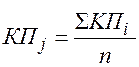 КП_j = ΣКП_i / n